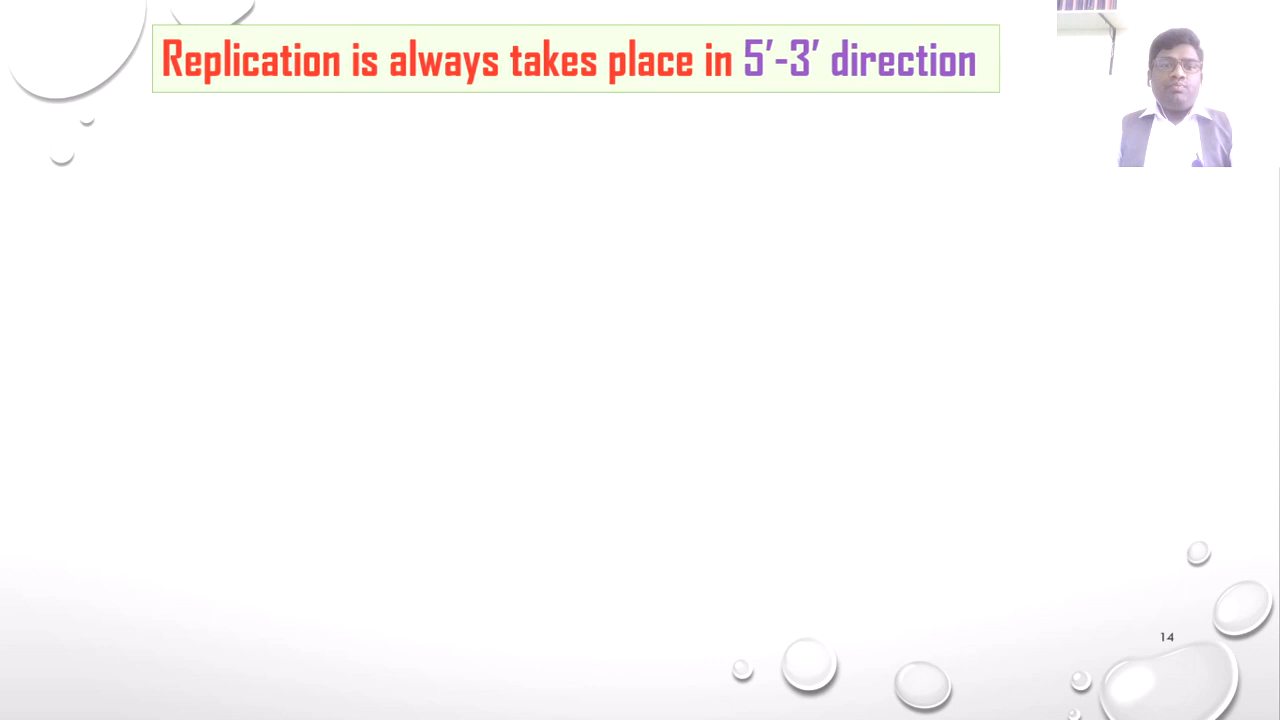 Replication is always takes place in 5′-3′ direction
14